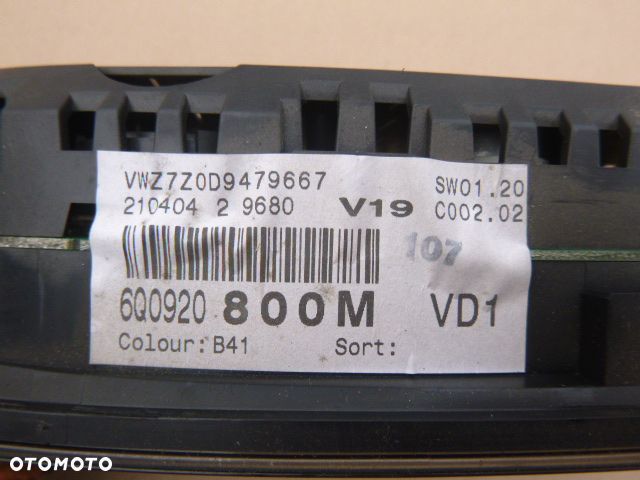 VWZ7Z0D9479667 SW01.20
210404 2 9680 V19 C002.02
107
6Q0920 800M VD1
Colour: B41 Sort:
OTOMOTO